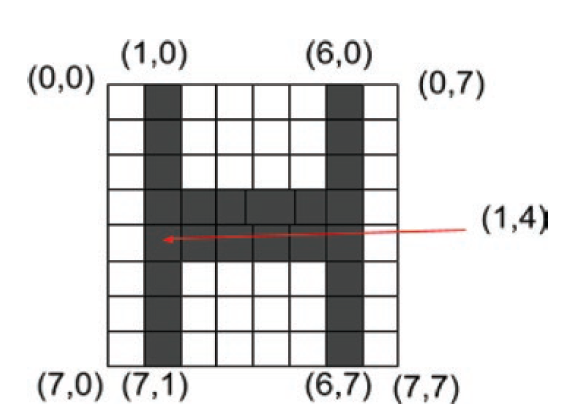 (1,0) (6,0)
(0,0) (0,7)
(1,4)
(7,0) (7,1) (6,7) (7,7)